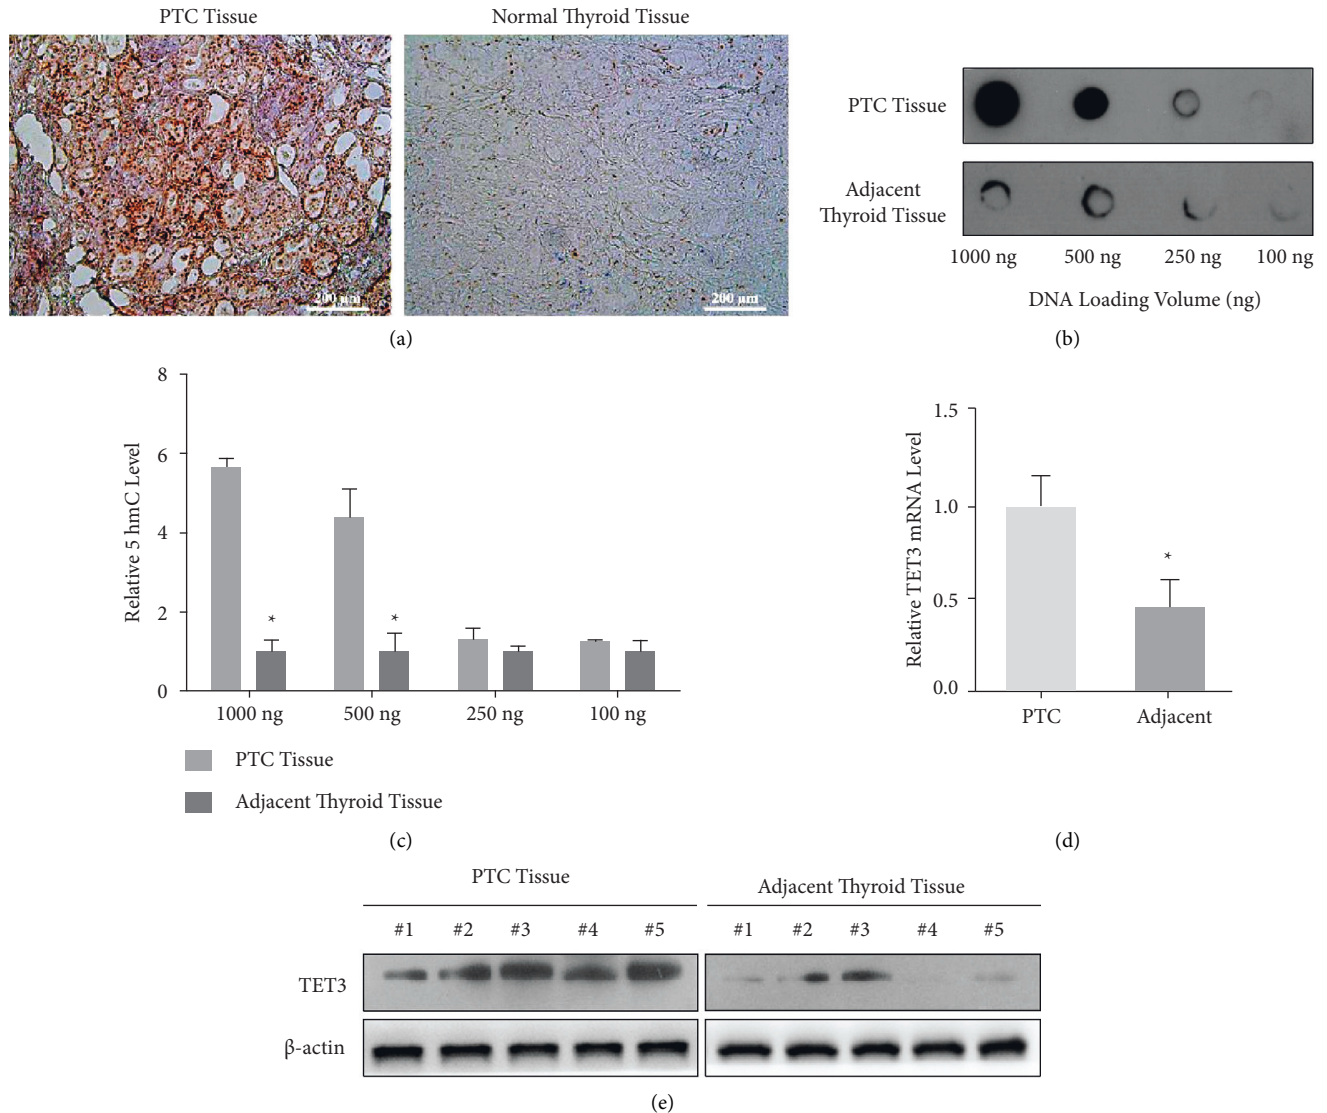 PTC Tissue
Normal Thyroid Tissue
200 μm
200 μm
(a)
PTC Tissue
Adjacent
Thyroid Tissue
1000 ng 500 ng 250 ng 100 ng
DNA Loading Volume (ng)
(b)
8
6
4
2
0
Relative 5 hmC Level
*
*
1000 ng 500 ng 250 ng 100 ng
PTC Tissue
Adjacent Thyroid Tissue
(c)
1.5
1.0
0.5
0.0
Relative TET3 mRNA Level
*
PTC Adjacent
(d)
PTC Tissue
Adjacent Thyroid Tissue
#1 #2 #3 #4 #5
#1 #2 #3 #4 #5
TET3
β-actin
(e)